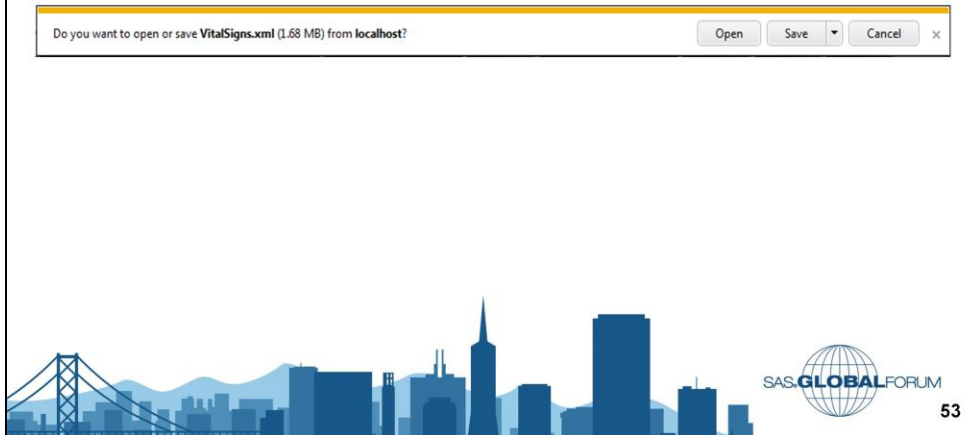 Do you want to open or save VitalSigns.xml (1.68 MB) from localhost?
Open
Save
Cancel
SAS.GLOBALFORUM
53